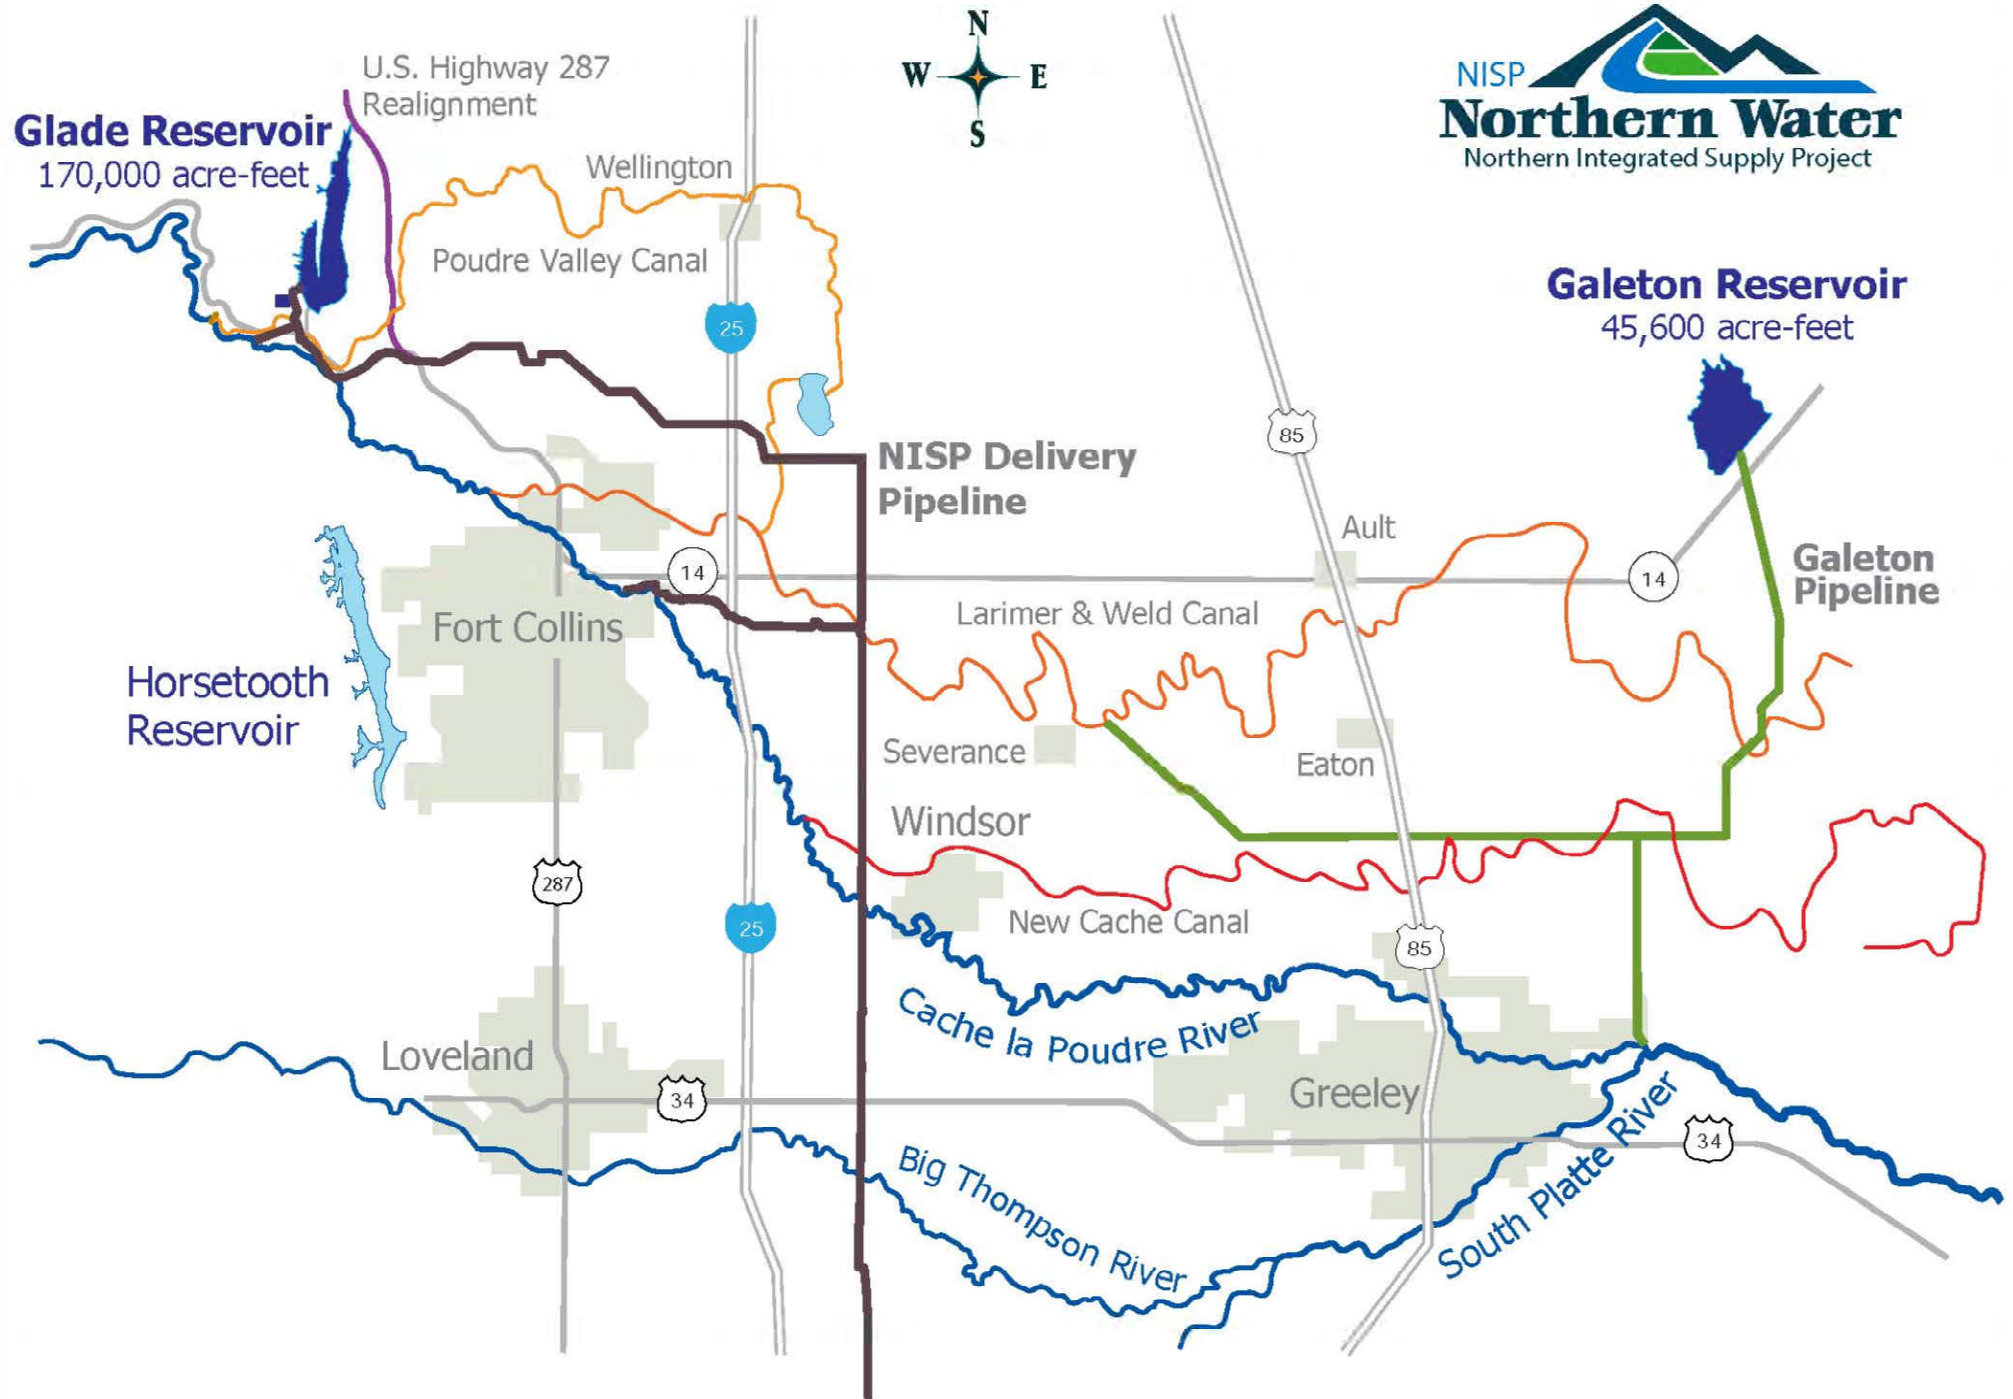 N
W E
S
NISP
Northern Water
Northern Integrated Supply Project
U.S. Highway 287
Realignment
Glade Reservoir
170,000 acre-feet
Wellington
Poudre Valley Canal
25
Galeton Reservoir
45,600 acre-feet
85
NISP Delivery
Pipeline
Ault
14
14
Galeton
Pipeline
Larimer & Weld Canal
Fort Collins
Horsetooth
Reservoir
Severance
Eaton
Windsor
287
New Cache Canal
25
85
Cache la Poudre River
Loveland
34
Greeley
34
Big Thompson River
South Platte River